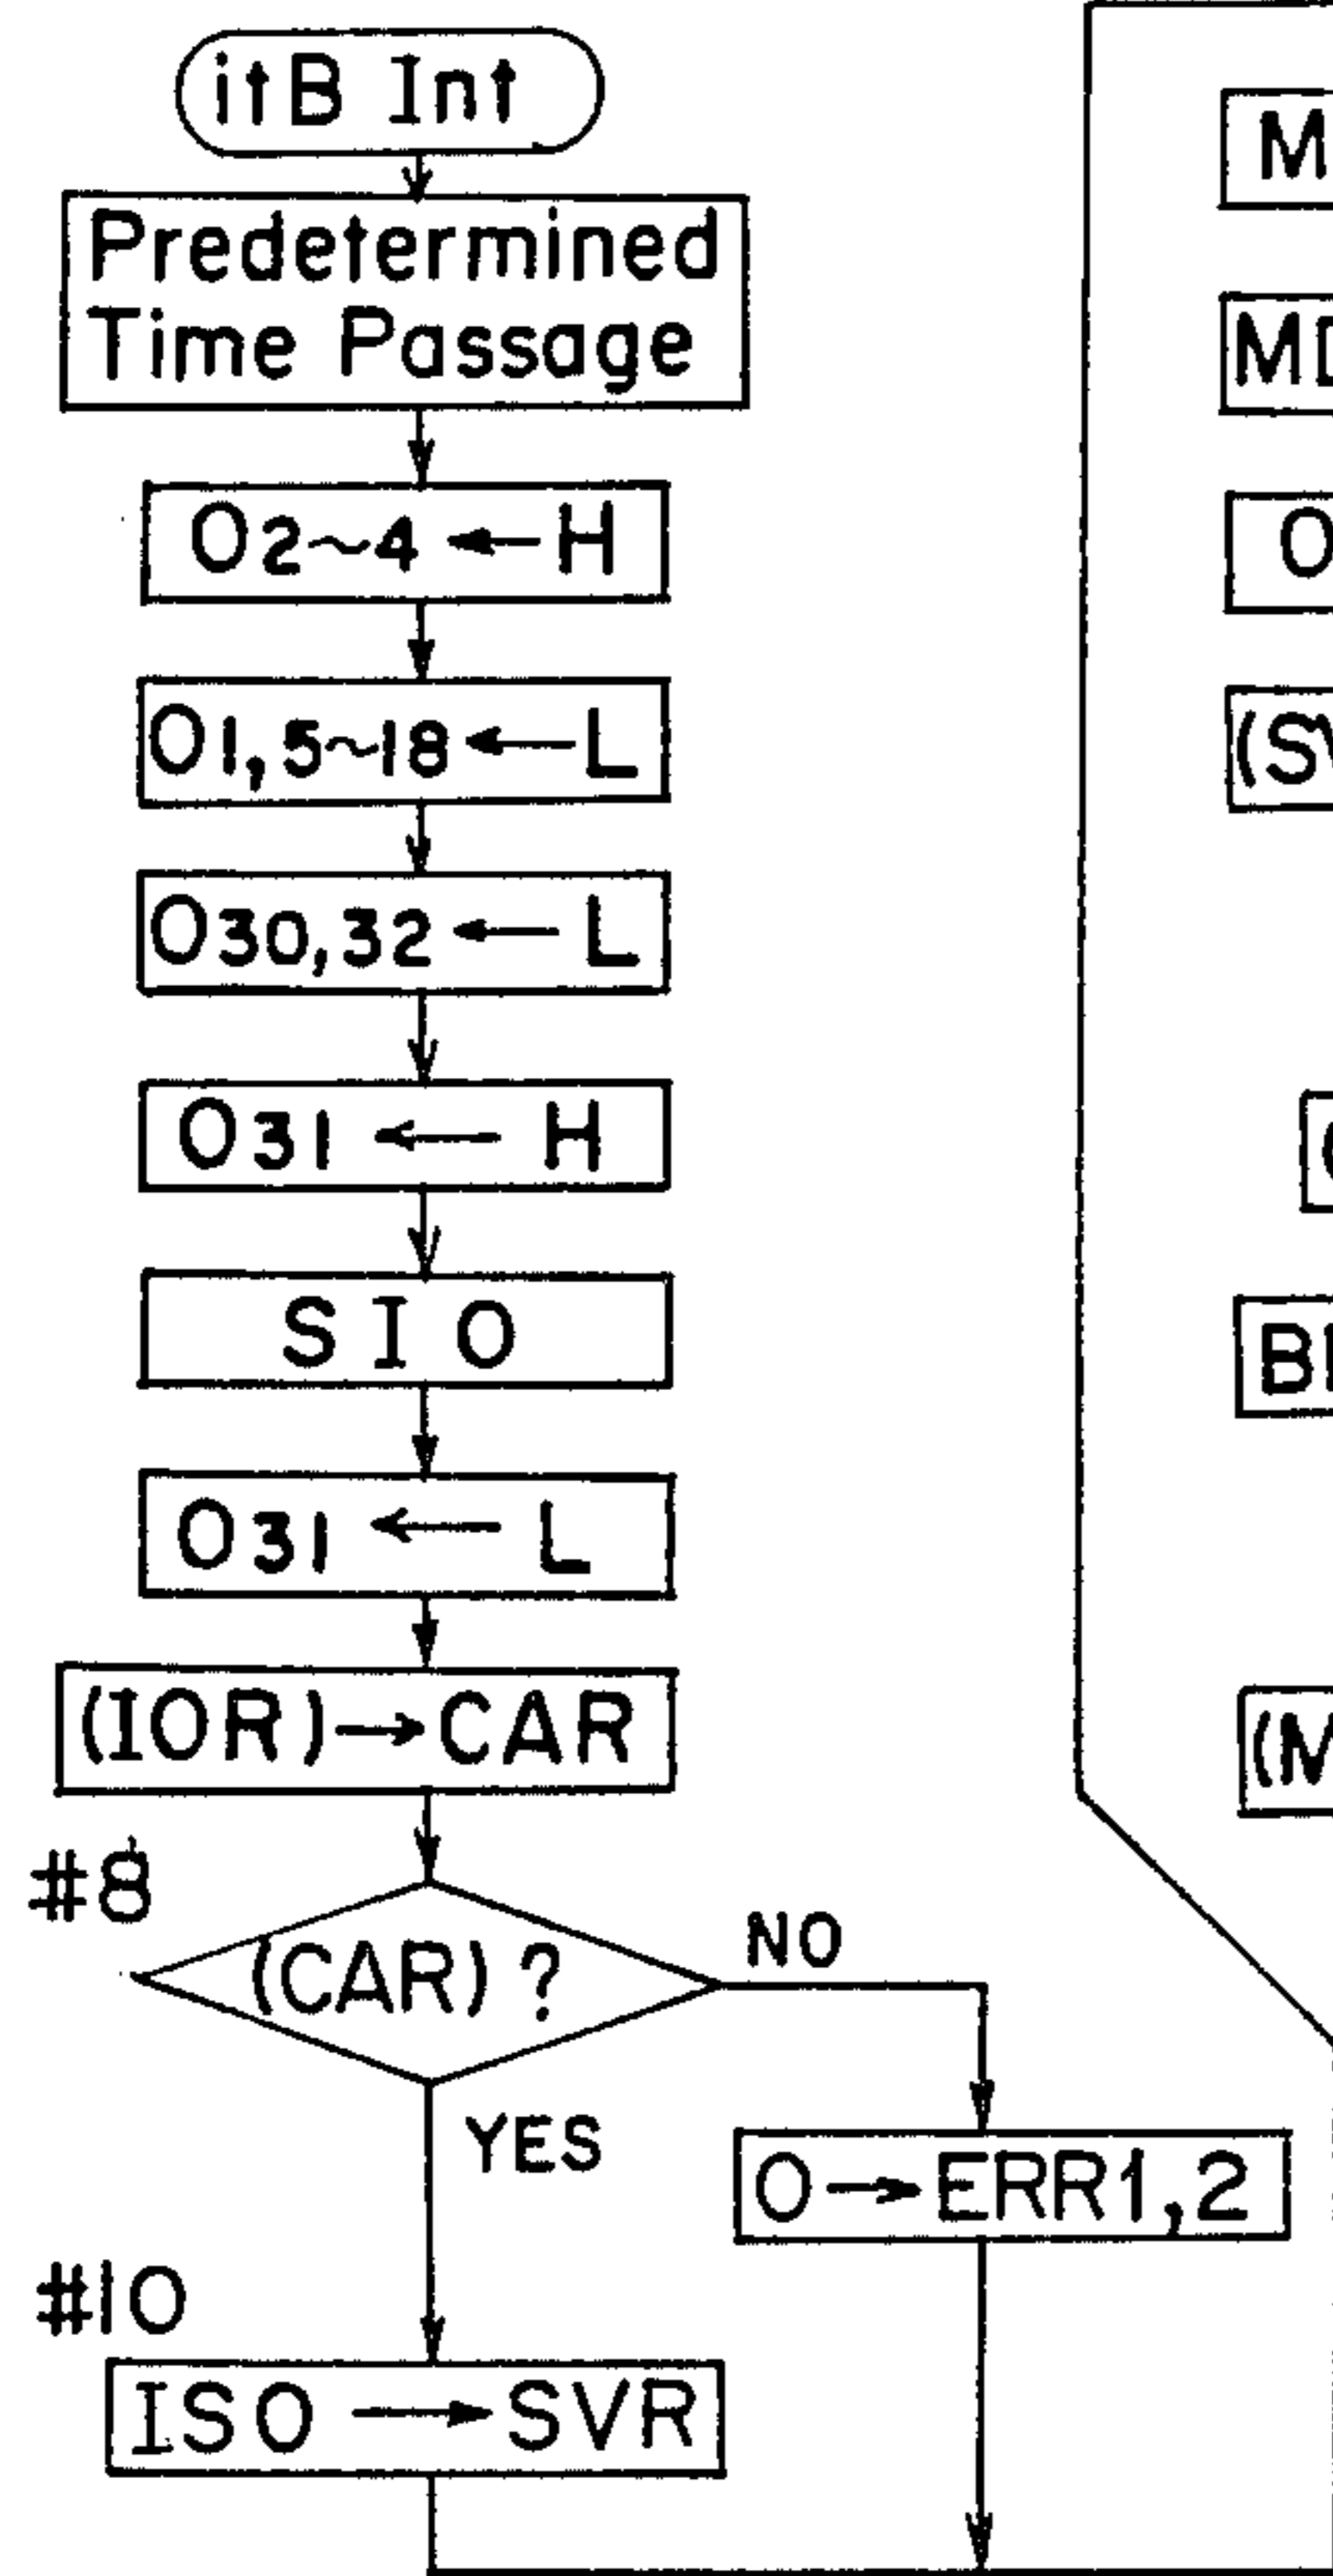 itB Int
Predetermined
Time Passage
O2~4 ← H
O1,5~18 ← L
O30,32 ← L
O31 ← H
SIO
O31 ← L
(IOR)→CAR
#8
(CAR)?
NO
YES
O→ERR1,2
#10
ISO → SVR
M
O